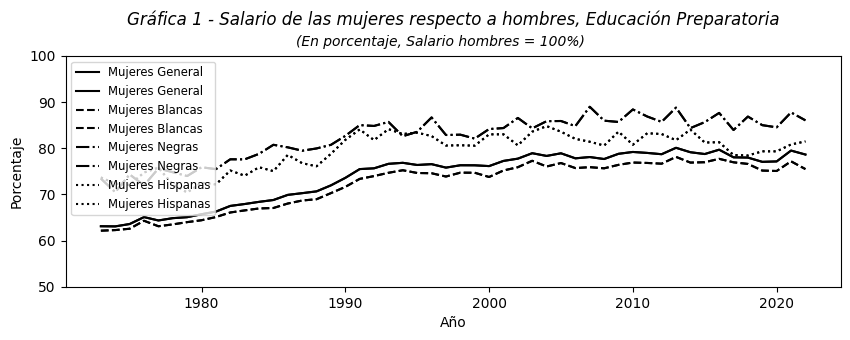 Gráfica 1 - Salario de las mujeres respecto a hombres, Educación Preparatoria
(En porcentaje, Salario hombres = 100%)
100
90
80
70
60
50
Porcentaje
Mujeres General
Mujeres General
Mujeres Blancas
Mujeres Blancas
Mujeres Negras
Mujeres Negras
Mujeres Hispanas
Mujeres Hispanas
1980
1990
2000
2010
2020
Año